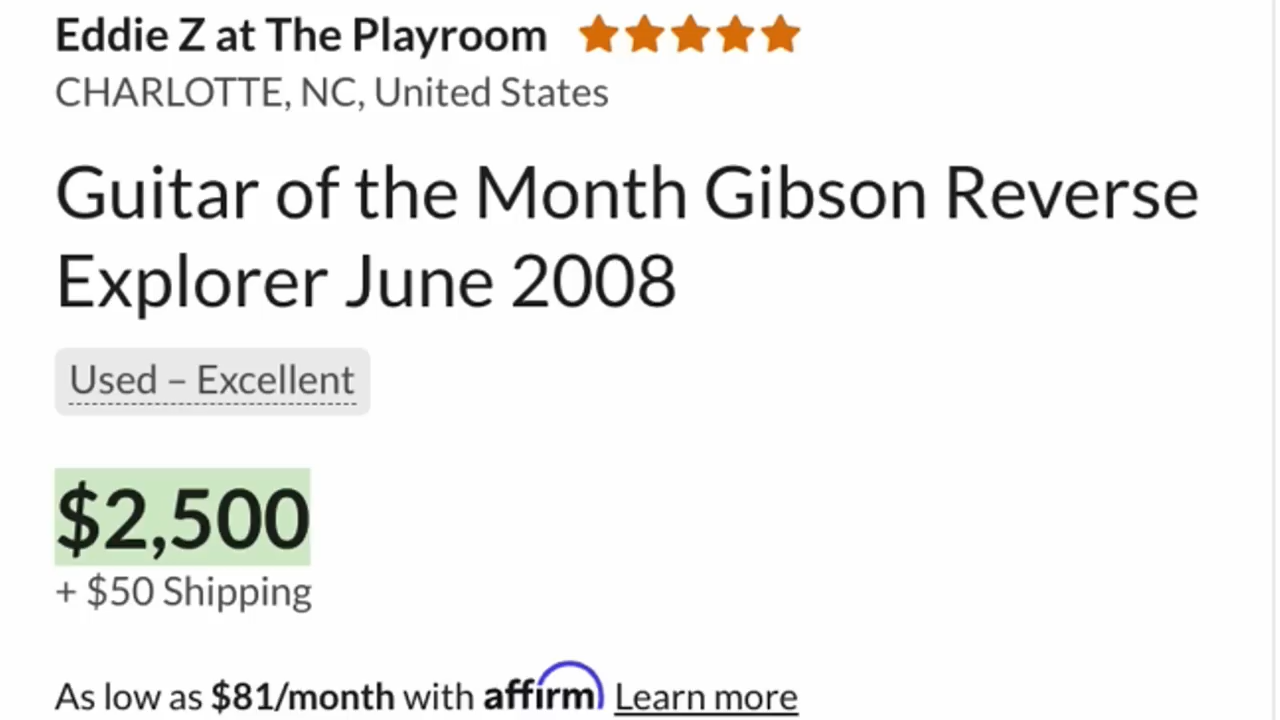 Eddie Z at The Playroom
CHARLOTTE, NC, United States
Guitar of the Month Gibson Reverse
Explorer June 2008
Used – Excellent
$2,500
+ $50 Shipping
As low as $81/month with affirm Learn more